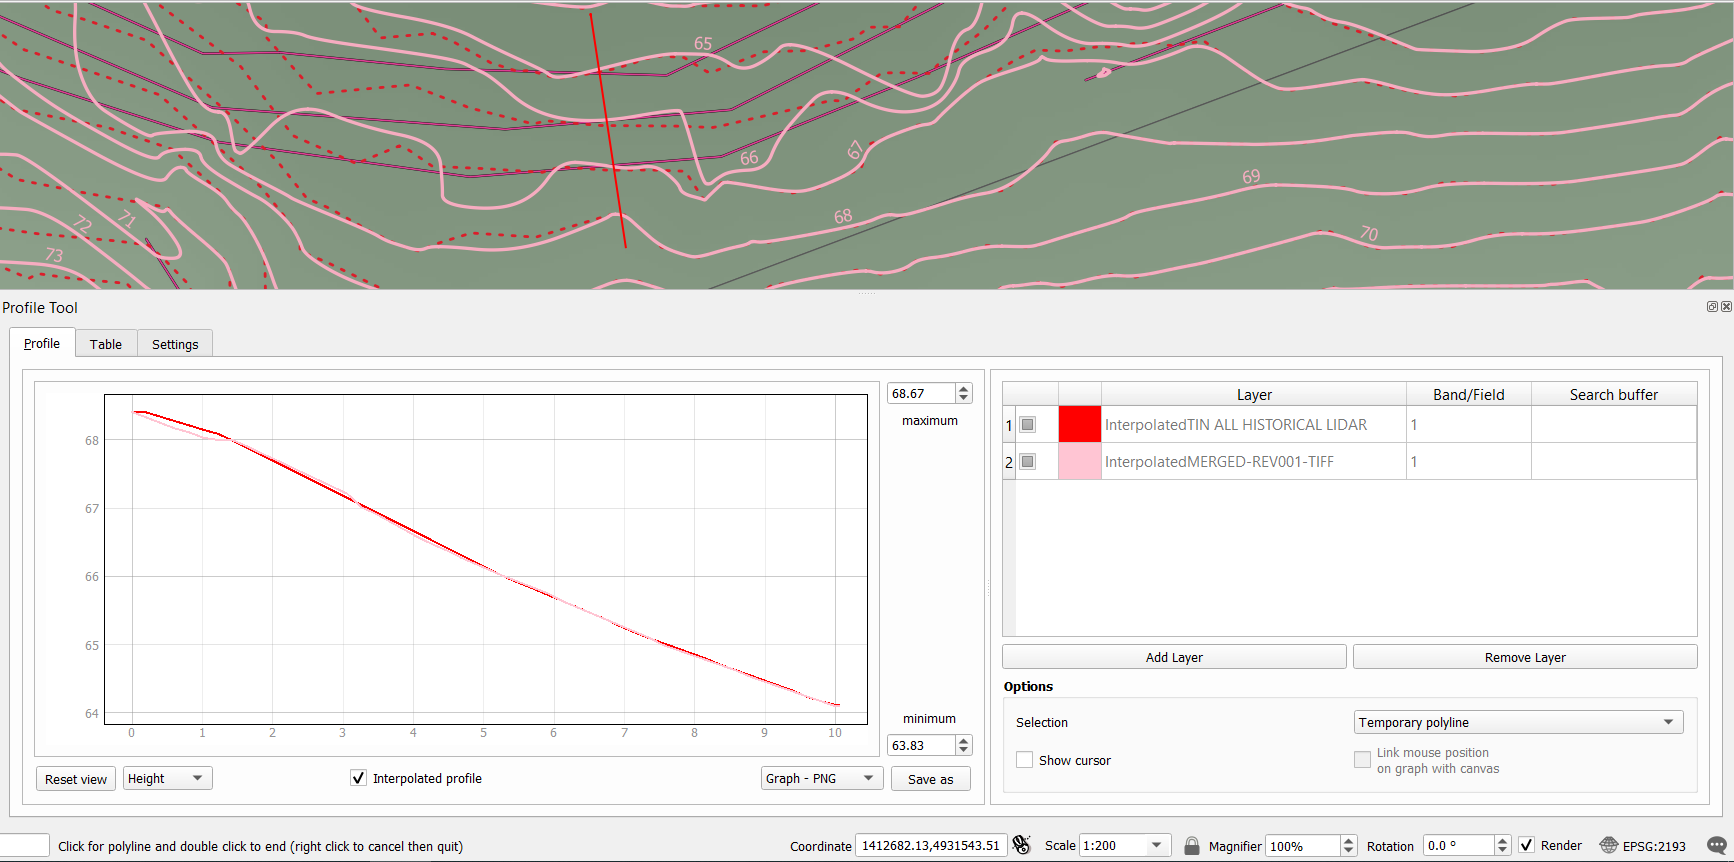 65
66
67
68
69
70
71
72
73
Profile Tool
Profile
Table
Settings
68
67
66
65
64
0 1 2 3 4 5 6 7 8 9 10
68.67
maximum
minimum
63.83
Reset view
Height
Interpolated profile
Graph - PNG
Save as
Layer Band/Field Search buffer
1 InterpolatedTIN ALL HISTORICAL LIDAR 1
2 InterpolatedMERGED-REV001-TIFF 1
Add Layer
Remove Layer
Options
Selection
Temporary polyline
Show cursor
Link mouse position
on graph with canvas
Click for polyline and double click to end (right click to cancel then quit)
Coordinate 1412682.13,4931543.51
Scale 1:200
Magnifier 100%
Rotation 0.0 °
Render
EPSG:2193